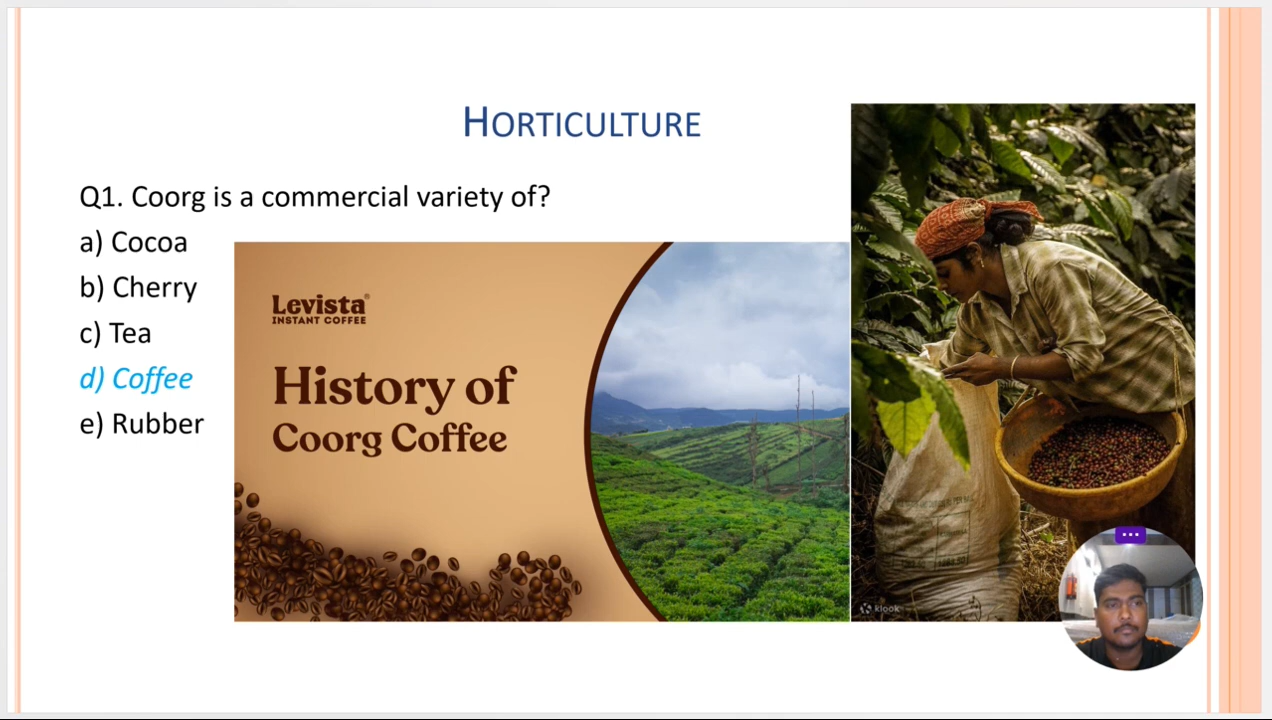 HORTICULTURE
Q1. Coorg is a commercial variety of?
a) Cocoa
b) Cherry
c) Tea
d) Coffee
e) Rubber
Levista®
INSTANT COFFEE
History of
Coorg Coffee
klook